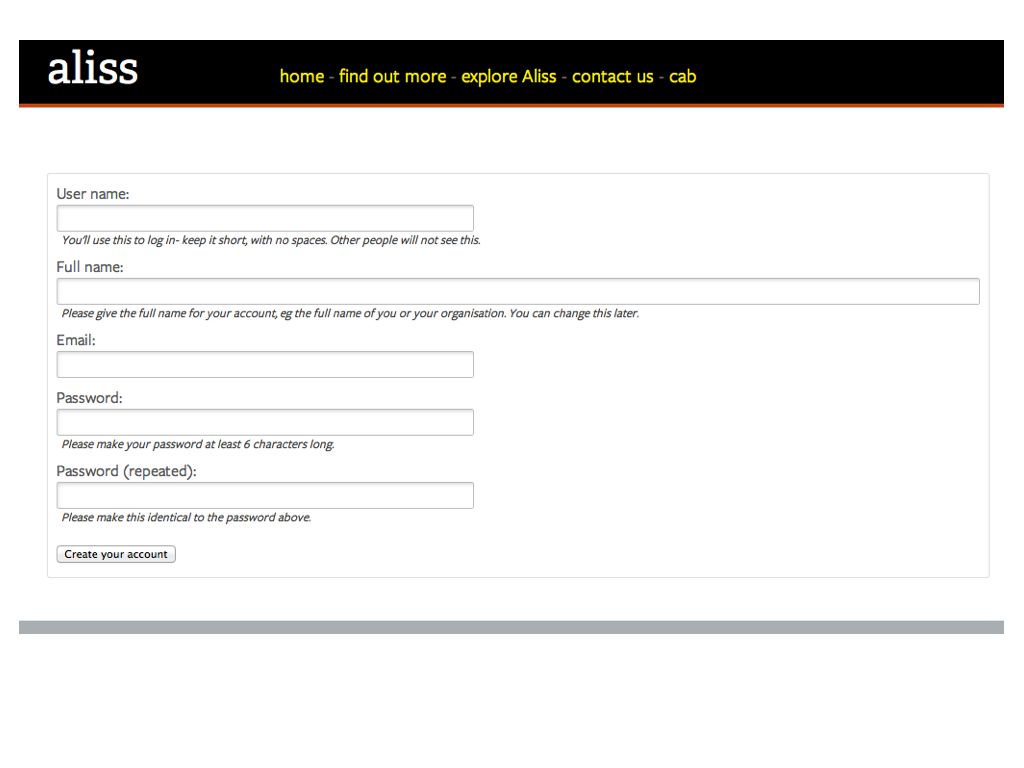 aliss
home - find out more - explore Aliss - contact us - cab
User name:
You'll use this to log in- keep it short, with no spaces. Other people will not see this.
Full name:
Please give the full name for your account, eg the full name of you or your organisation. You can change this later.
Email:
Password:
Please make your password at least 6 characters long.
Password (repeated):
Please make this identical to the password above.
Create your account